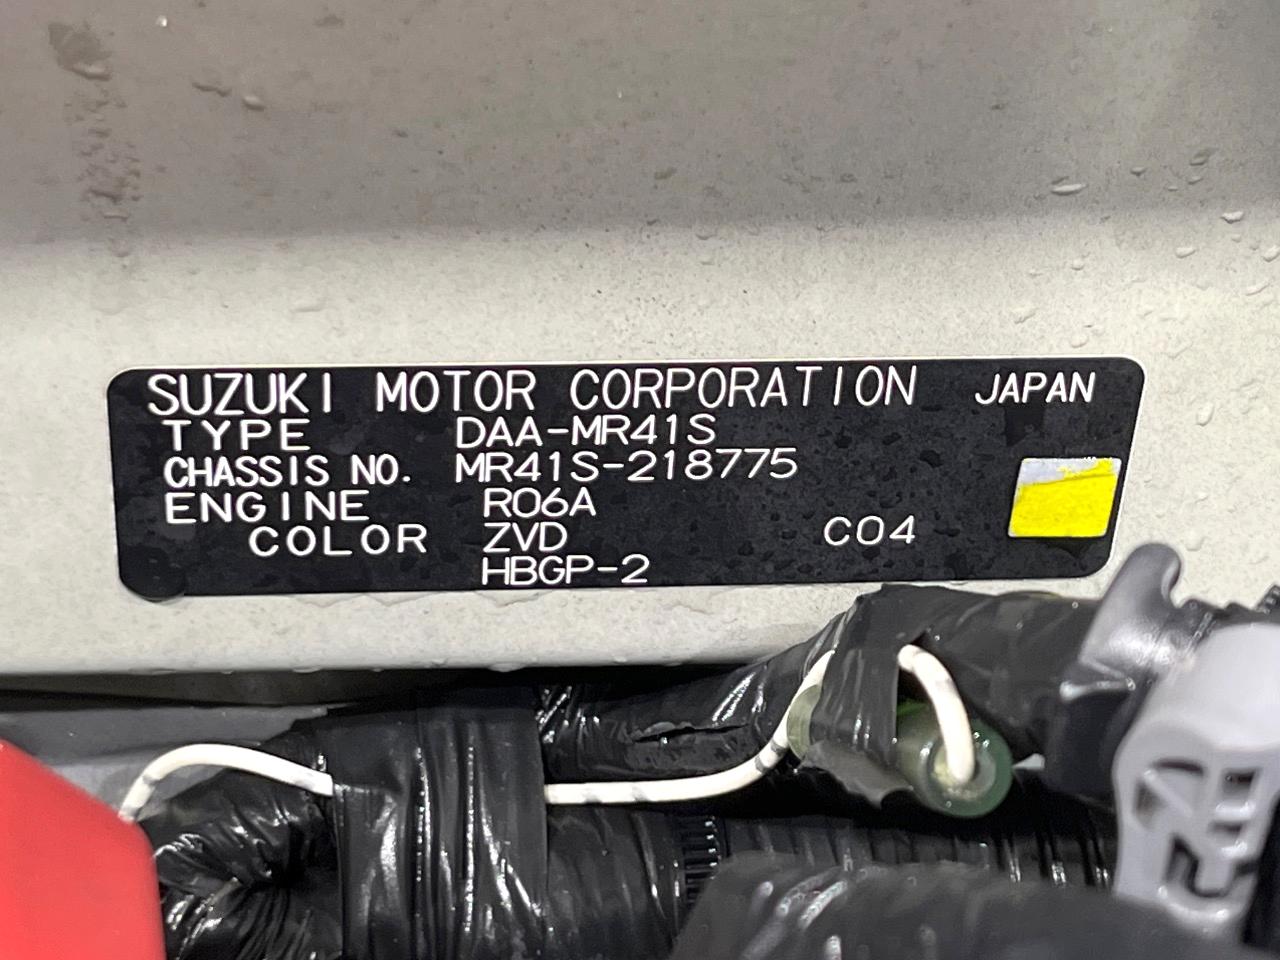 SUZUKI MOTOR CORPORATION JAPAN
TYPE DAA-MR41S
CHASSIS NO. MR41S-218775
ENGINE R06A
COLOR ZVD C04
HBGP-2